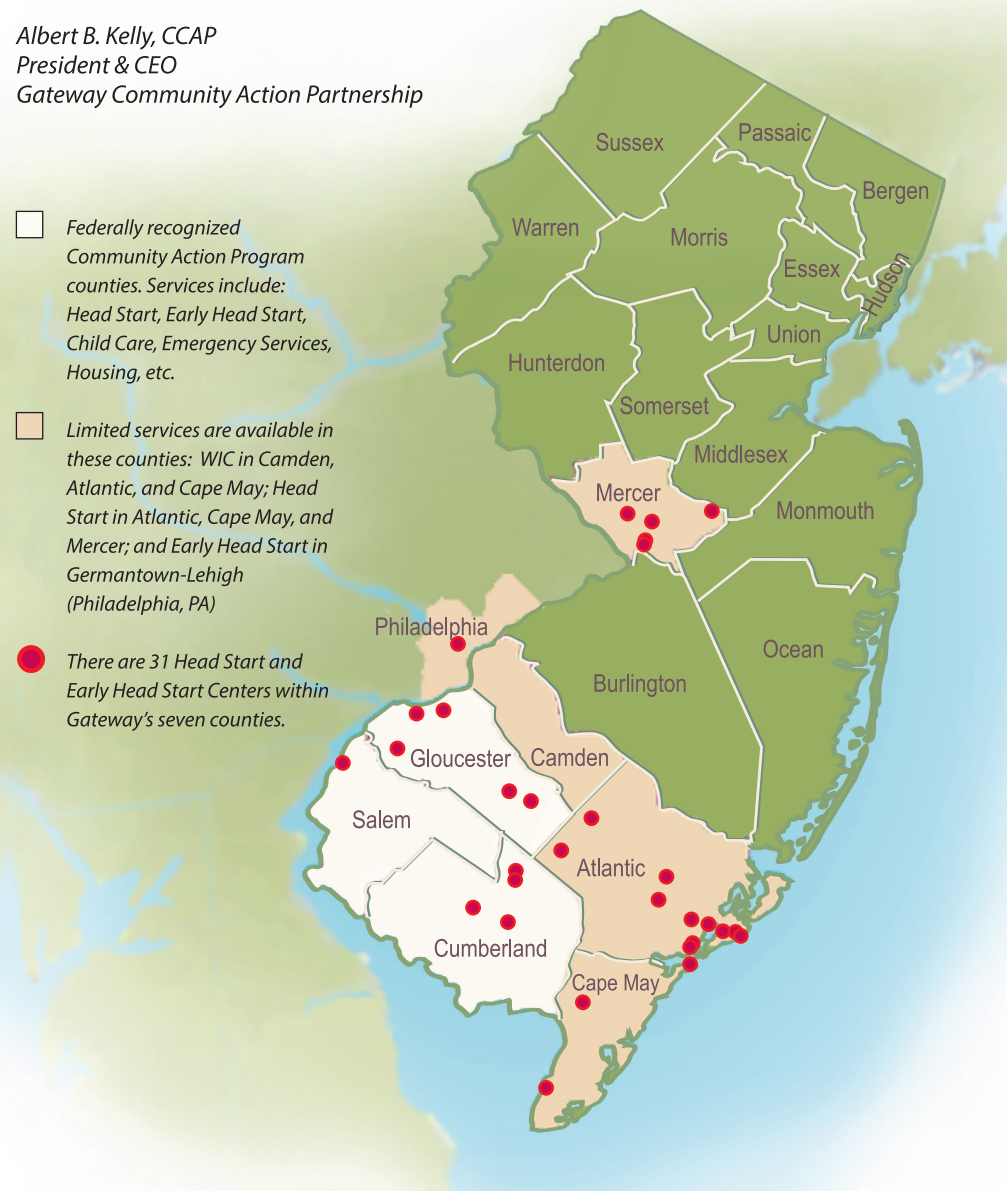 Albert B. Kelly, CCAP
President & CEO
Gateway Community Action Partnership
Federally recognized
Community Action Program
counties. Services include:
Head Start, Early Head Start,
Child Care, Emergency Services,
Housing, etc.
Limited services are available in
these counties:  WIC in Camden,
Atlantic, and Cape May; Head
Start in Atlantic, Cape May, and
Mercer; and Early Head Start in
Germantown-Lehigh
(Philadelphia, PA)
There are 31 Head Start and
Early Head Start Centers within
Gateway’s seven counties.
Sussex
Passaic
Bergen
Warren
Morris
Essex
Hudson
Union
Hunterdon
Somerset
Middlesex
Mercer
Monmouth
Philadelphia
Ocean
Burlington
Gloucester
Camden
Salem
Atlantic
Cumberland
Cape May